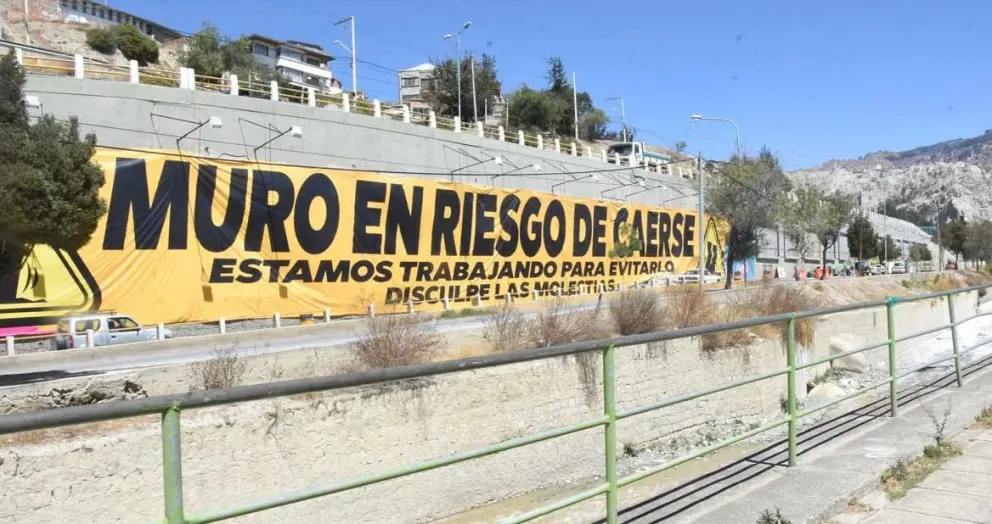 MURO EN RIESGO DE CAERSE
ESTAMOS TRABAJANDO PARA EVITARLO
DISCULPE LAS MOLESTIAS